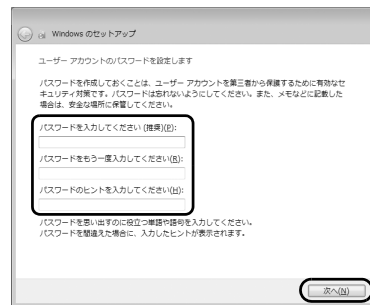 Windows のセットアップ
ユーザー アカウントのパスワードを設定します
パスワードを作成しておくことは、ユーザー アカウントを第三者から保護するために有効なセ
キュリティ対策です。パスワードは忘れないようにしてください。また、メモなどに記載した
場合は、安全な場所に保管してください。
パスワードを入力してください (推奨)(P):
パスワードをもう一度入力してください(R):
パスワードのヒントを入力してください(H):
パスワードを思い出すのに役立つ単語や語句を入力してください。
パスワードを間違えた場合に、入力したヒントが表示されます。
次へ(N)